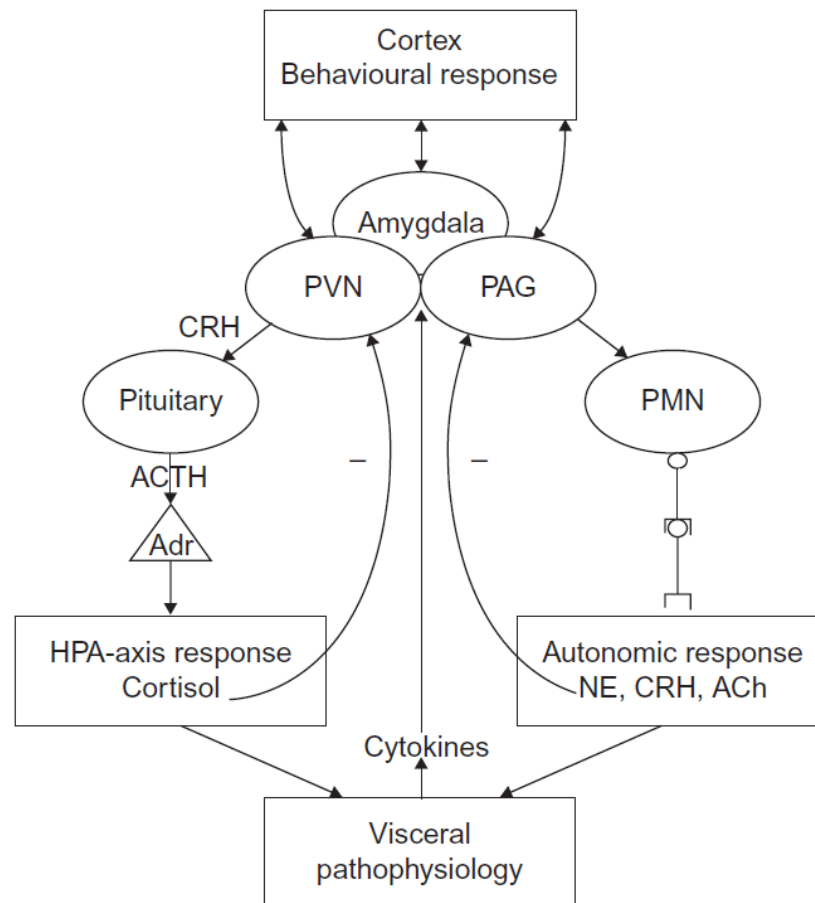 Cortex
Behavioural response
Amygdala
PVN
PAG
CRH
Pituitary
PMN
ACTH
–
–
Adr
HPA-axis response
Cortisol
Autonomic response
NE, CRH, ACh
Cytokines
Visceral
pathophysiology